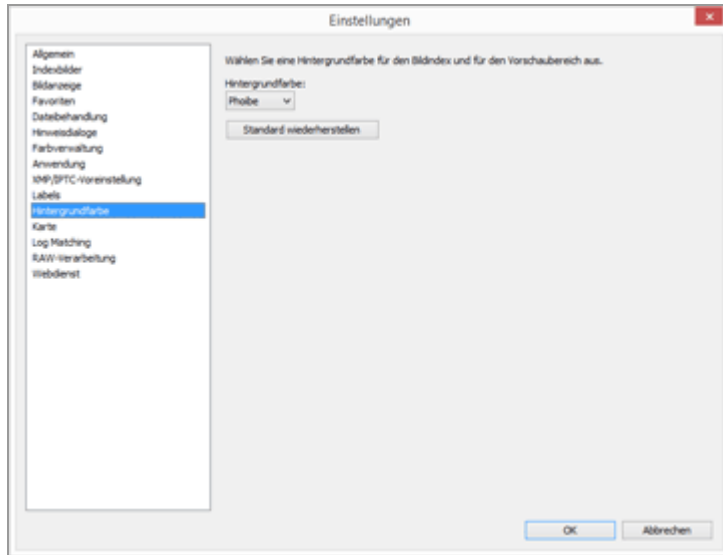 Einstellungen
Allgemein
Indexbilder
Bildanzeige
Favoriten
Dateibehandlung
Hinweisdialoge
Farbverwaltung
Anwendung
XMP/IPTC-Voreinstellung
Labels
Hintergrundfarbe
Karte
Log Matching
RAW-Verarbeitung
Webdienst
Wählen Sie eine Hintergrundfarbe für den Bildindex und für den Vorschaubereich aus.
Hintergrundfarbe:
Phoibe
Standard wiederherstellen
OK
Abbrechen